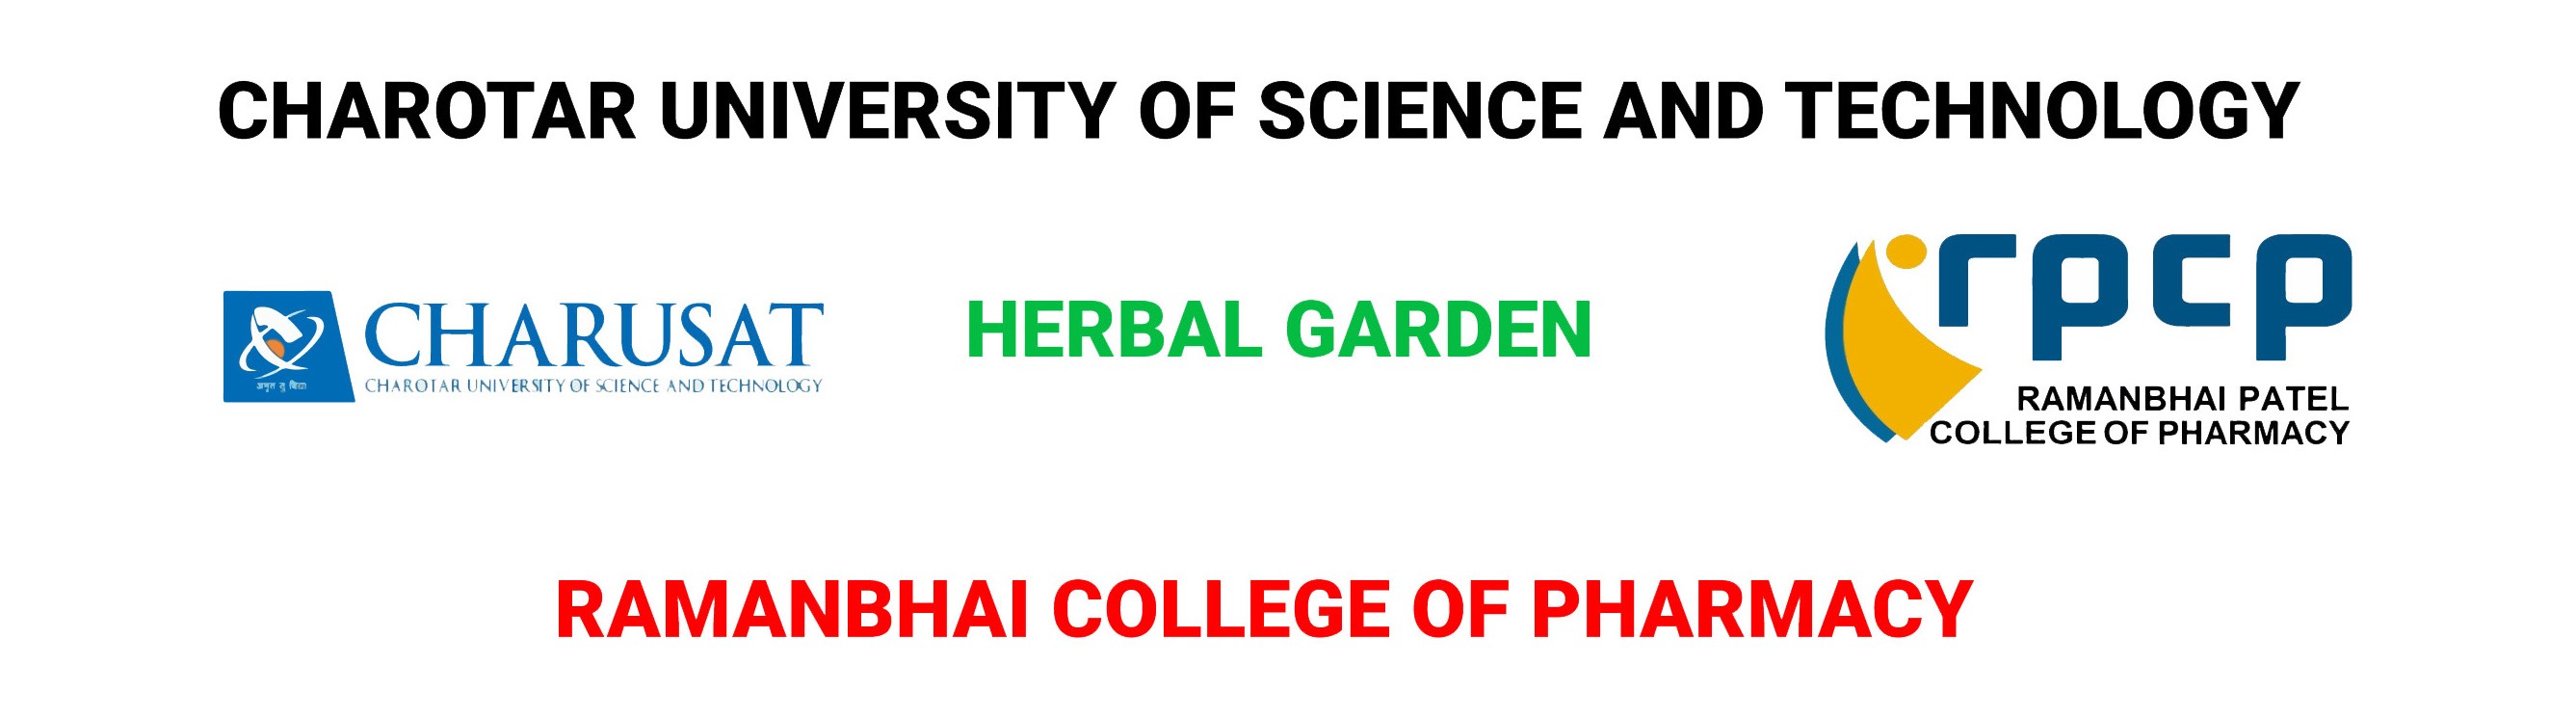 CHAROTAR UNIVERSITY OF SCIENCE AND TECHNOLOGY
CHARUSAT
CHAROTAR UNIVERSITY OF SCIENCE AND TECHNOLOGY
HERBAL GARDEN
rpcp
RAMANBHAI PATEL
COLLEGE OF PHARMACY
RAMANBHAI COLLEGE OF PHARMACY